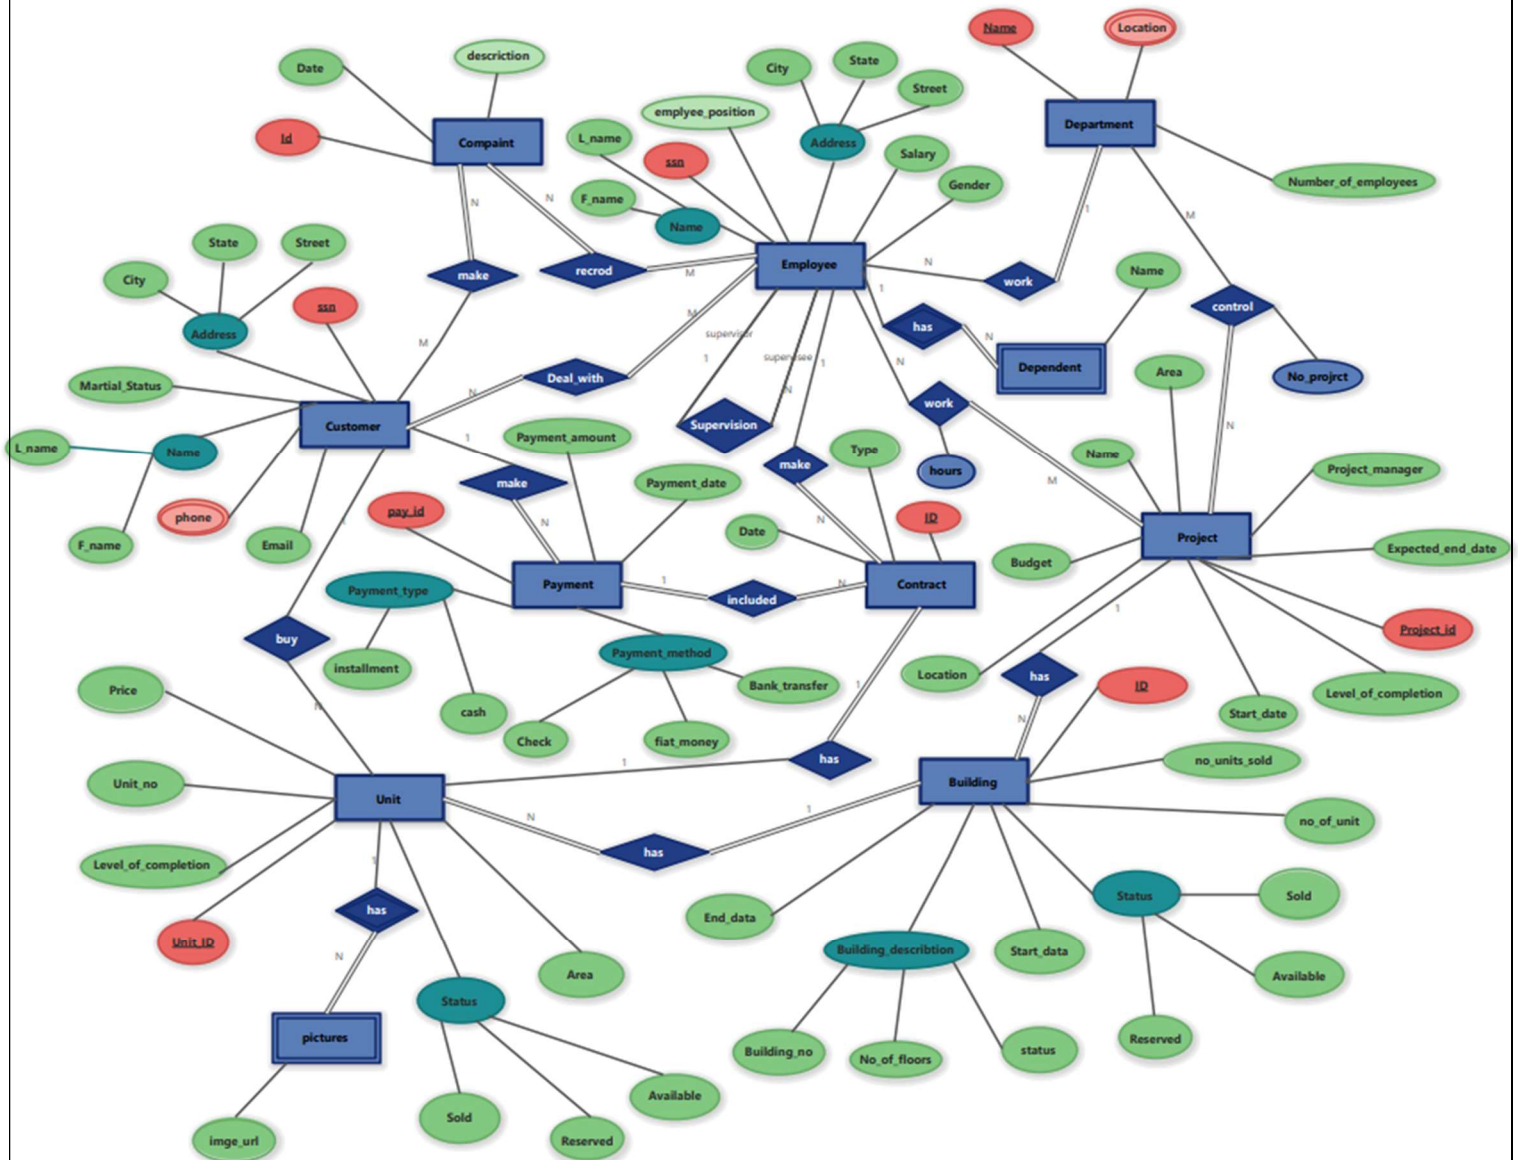 Name
Location
descriction
Date
City
State
Street
emplyee_position
L_name
Id
Compaint
Address
Department
Salary
ssn
Gender
Number_of_employees
F_name
Name
N
N
1
M
State
Street
make
recrod
M
Employee
N
work
Name
City
1
control
ssn
Address
M
supervisor
has
N
M
1
supervisee
1
N
Dependent
Area
No_projrct
Martial_Status
Deal_with
N
N
work
Customer
1
Payment_amount
Supervision
Type
N
L_name
Name
make
make
hours
Name
Project_manager
Payment_date
M
pay_id
phone
N
N
ID
Date
Project
F_name
Email
1
Expected_end_date
Budget
Payment
1
included
N
Contract
Payment_type
1
buy
Project_id
Payment_method
installment
Location
has
ID
Price
Bank_transfer
1
Level_of_completion
N
cash
Check
fiat_money
N
Start_date
1
has
no_units_sold
Unit_no
Unit
Building
N
1
no_of_unit
has
Level_of_completion
1
has
End_data
Status
Sold
Unit_ID
N
Building_describtion
Start_data
Area
Available
Status
pictures
Building_no
No_of_floors
status
Reserved
Available
Sold
imge_url
Reserved